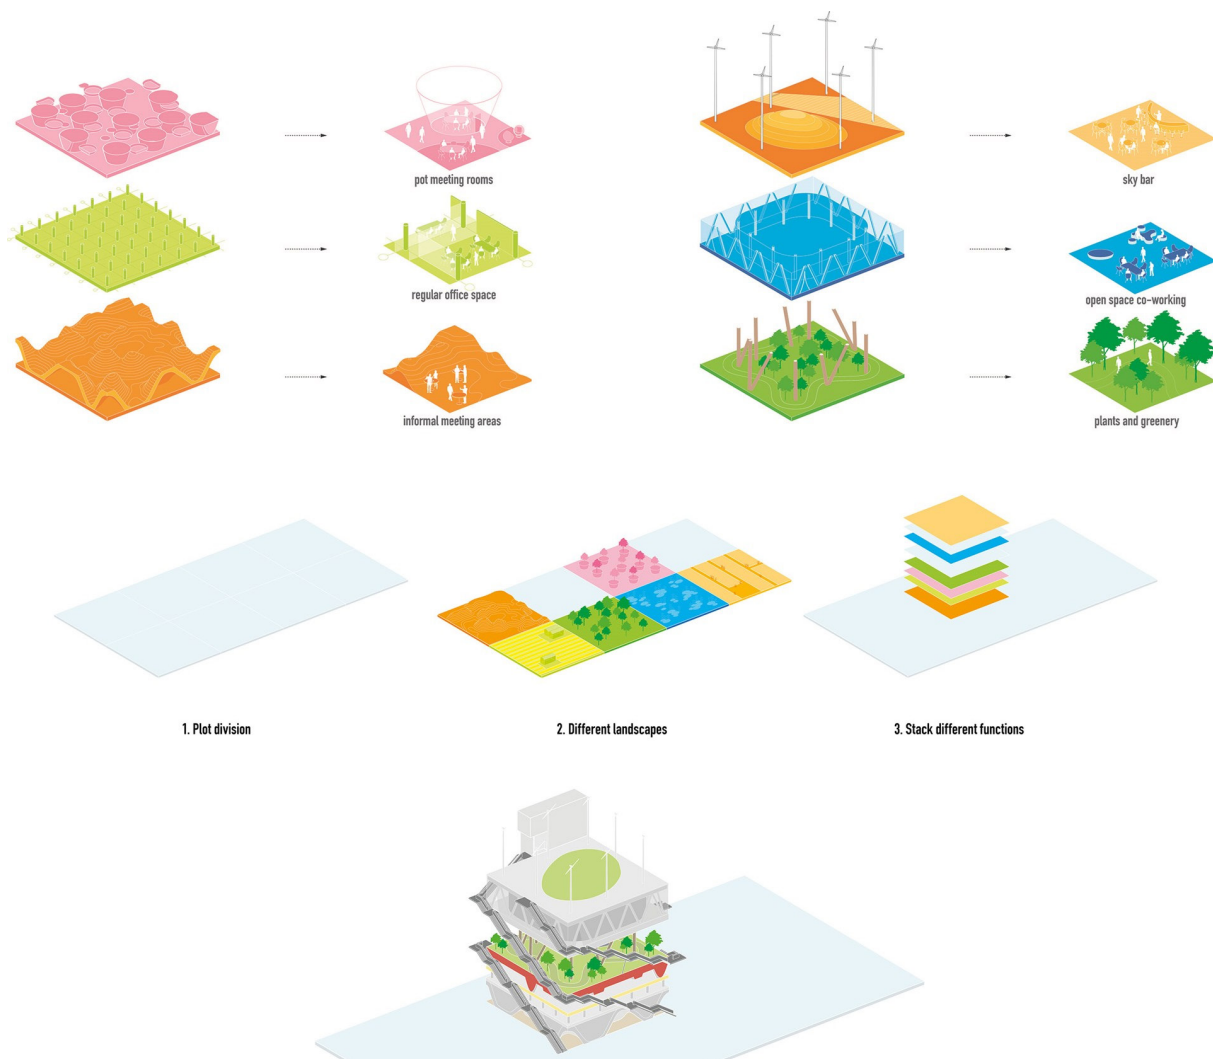 pot meeting rooms
sky bar
regular office space
open space co-working
informal meeting areas
plants and greenery
1. Plot division
2. Different landscapes
3. Stack different functions